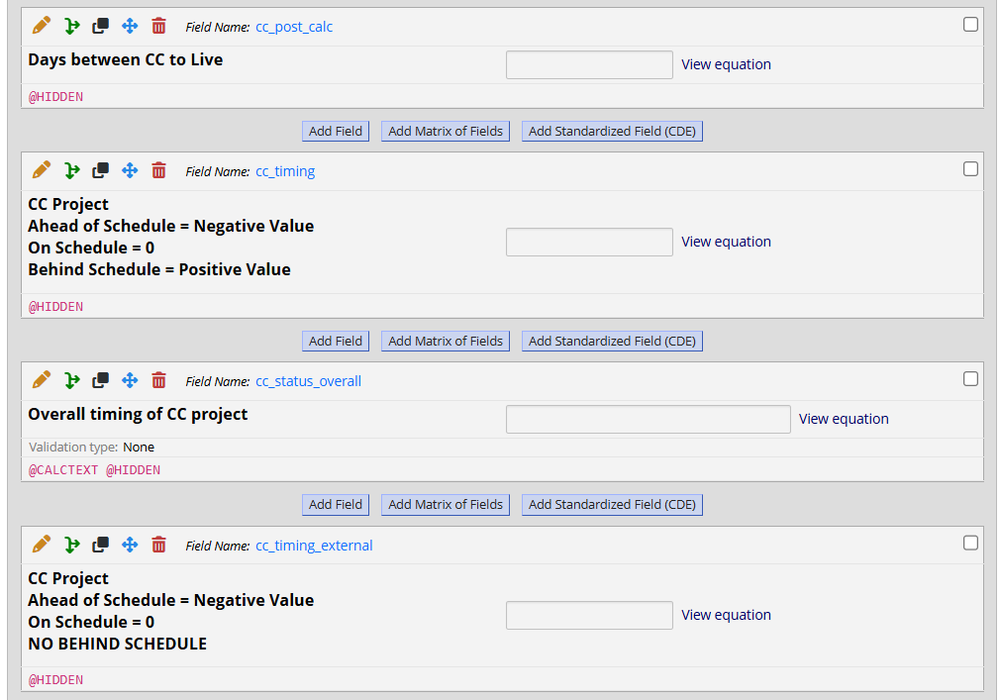 Field Name: cc_post_calc
Days between CC to Live
View equation
@HIDDEN
Add Field Add Matrix of Fields Add Standardized Field (CDE)
Field Name: cc_timing
CC Project
Ahead of Schedule = Negative Value
On Schedule = 0
Behind Schedule = Positive Value
View equation
@HIDDEN
Add Field Add Matrix of Fields Add Standardized Field (CDE)
Field Name: cc_status_overall
Overall timing of CC project
View equation
Validation type: None
@CALCTEXT @HIDDEN
Add Field Add Matrix of Fields Add Standardized Field (CDE)
Field Name: cc_timing_external
CC Project
Ahead of Schedule = Negative Value
On Schedule = 0
NO BEHIND SCHEDULE
View equation
@HIDDEN